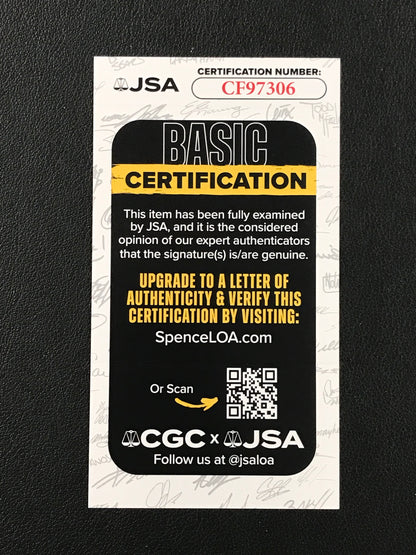 JSA
CERTIFICATION NUMBER:
CF97306
BASIC
CERTIFICATION
This item has been fully examined
by JSA, and it is the considered
opinion of our expert authenticators
that the signature(s) is/are genuine.
UPGRADE TO A LETTER OF
AUTHENTICITY & VERIFY THIS
CERTIFICATION BY VISITING:
SpenceLOA.com
Or Scan
CGC x JSA
Follow us at @jsaloa